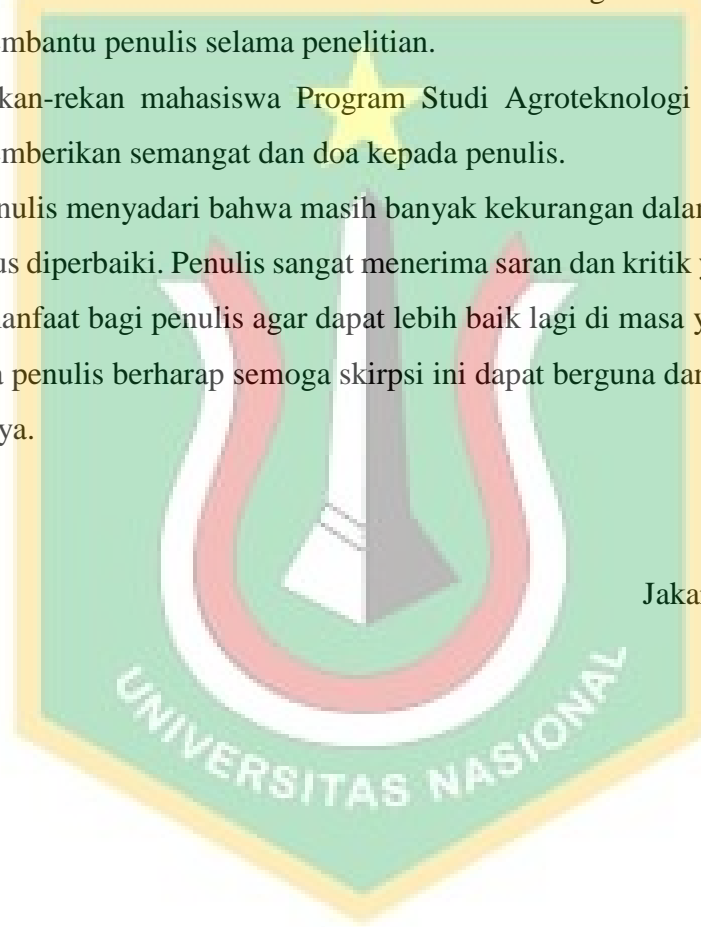 mbantu penulis selama penelitian.
kan-rekan mahasiswa Program Studi Agroteknologi
mberikan semangat dan doa kepada penulis.
nulis menyadari bahwa masih banyak kekurangan dalam
us diperbaiki. Penulis sangat menerima saran dan kritik y
anfaat bagi penulis agar dapat lebih baik lagi di masa y
a penulis berharap semoga skirpsi ini dapat berguna dan
ya.
Jakar
UNIVERSITAS NASIONAL